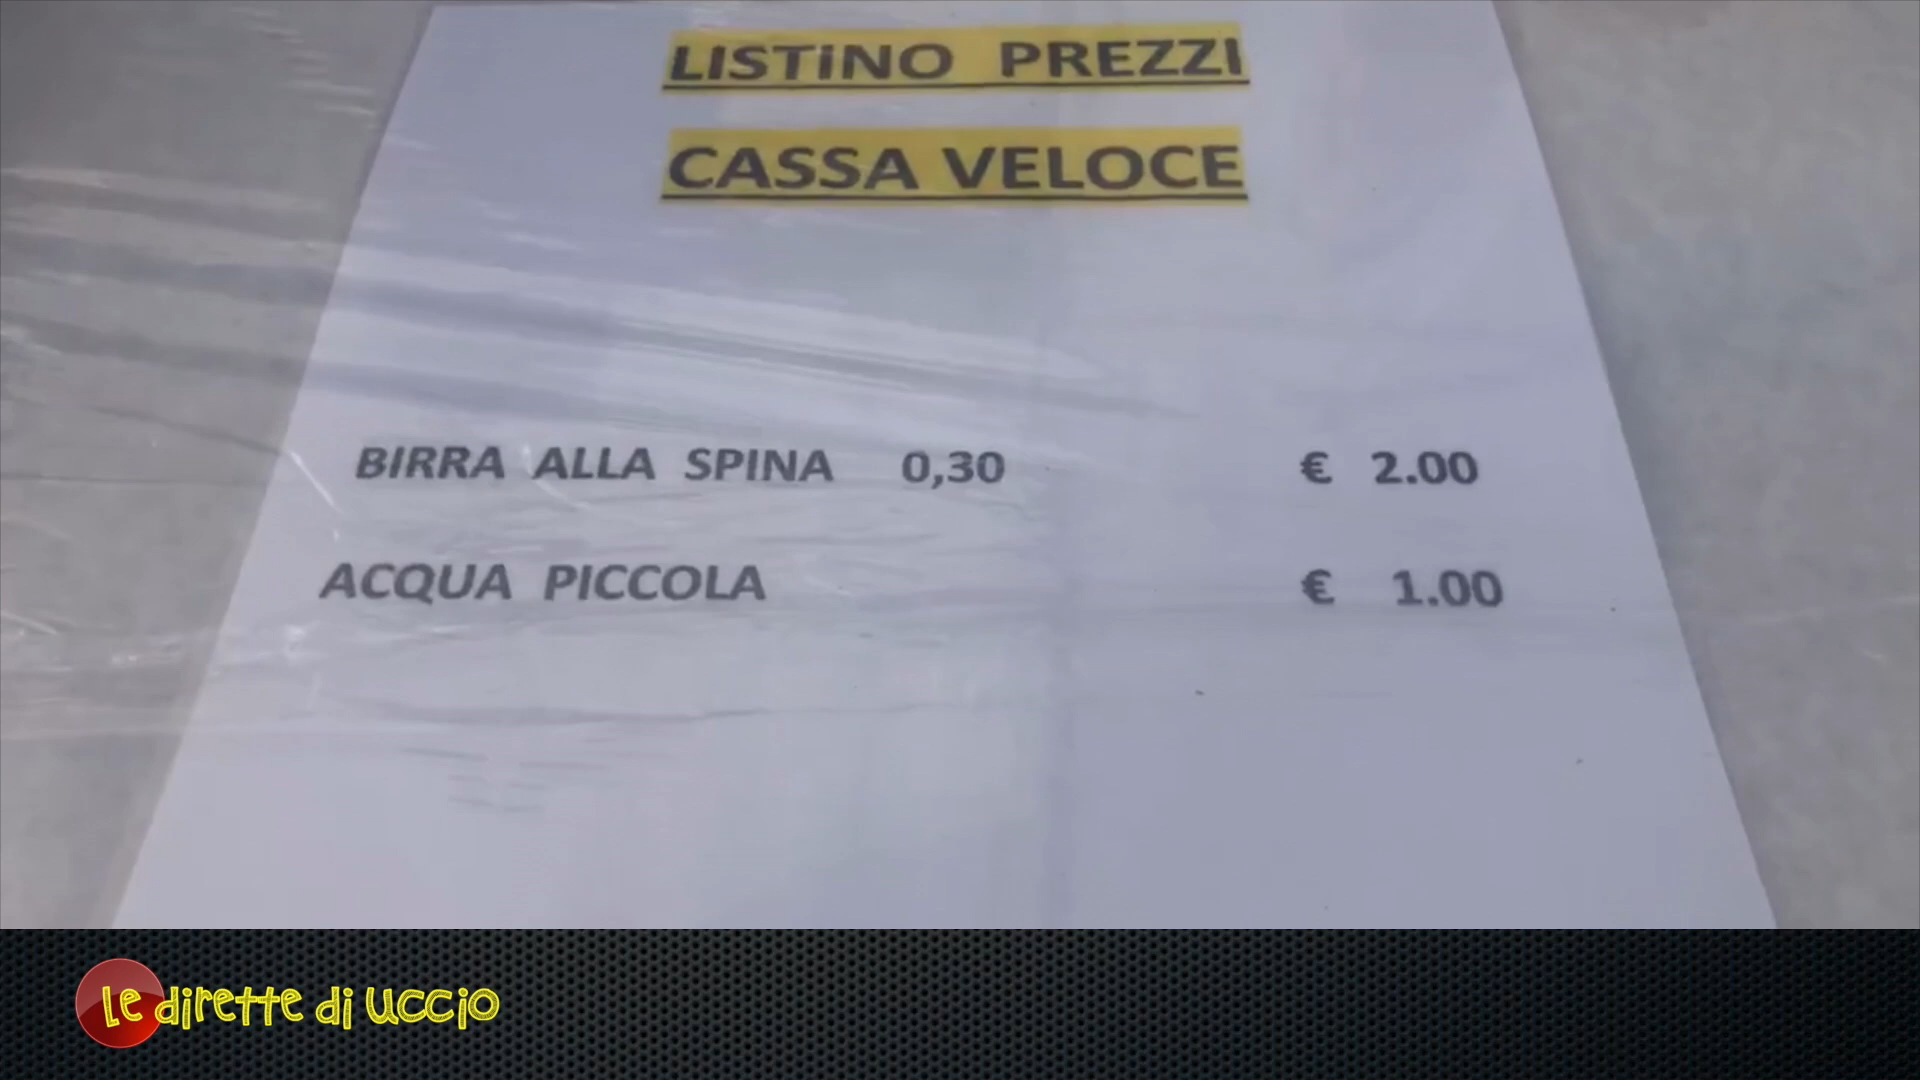 LISTiNO PREZZI
CASSA VELOCE
BIRRA ALLA SPINA 0,30 € 2.00
ACQUA PICCOLA € 1.00
Le dirette di uccio